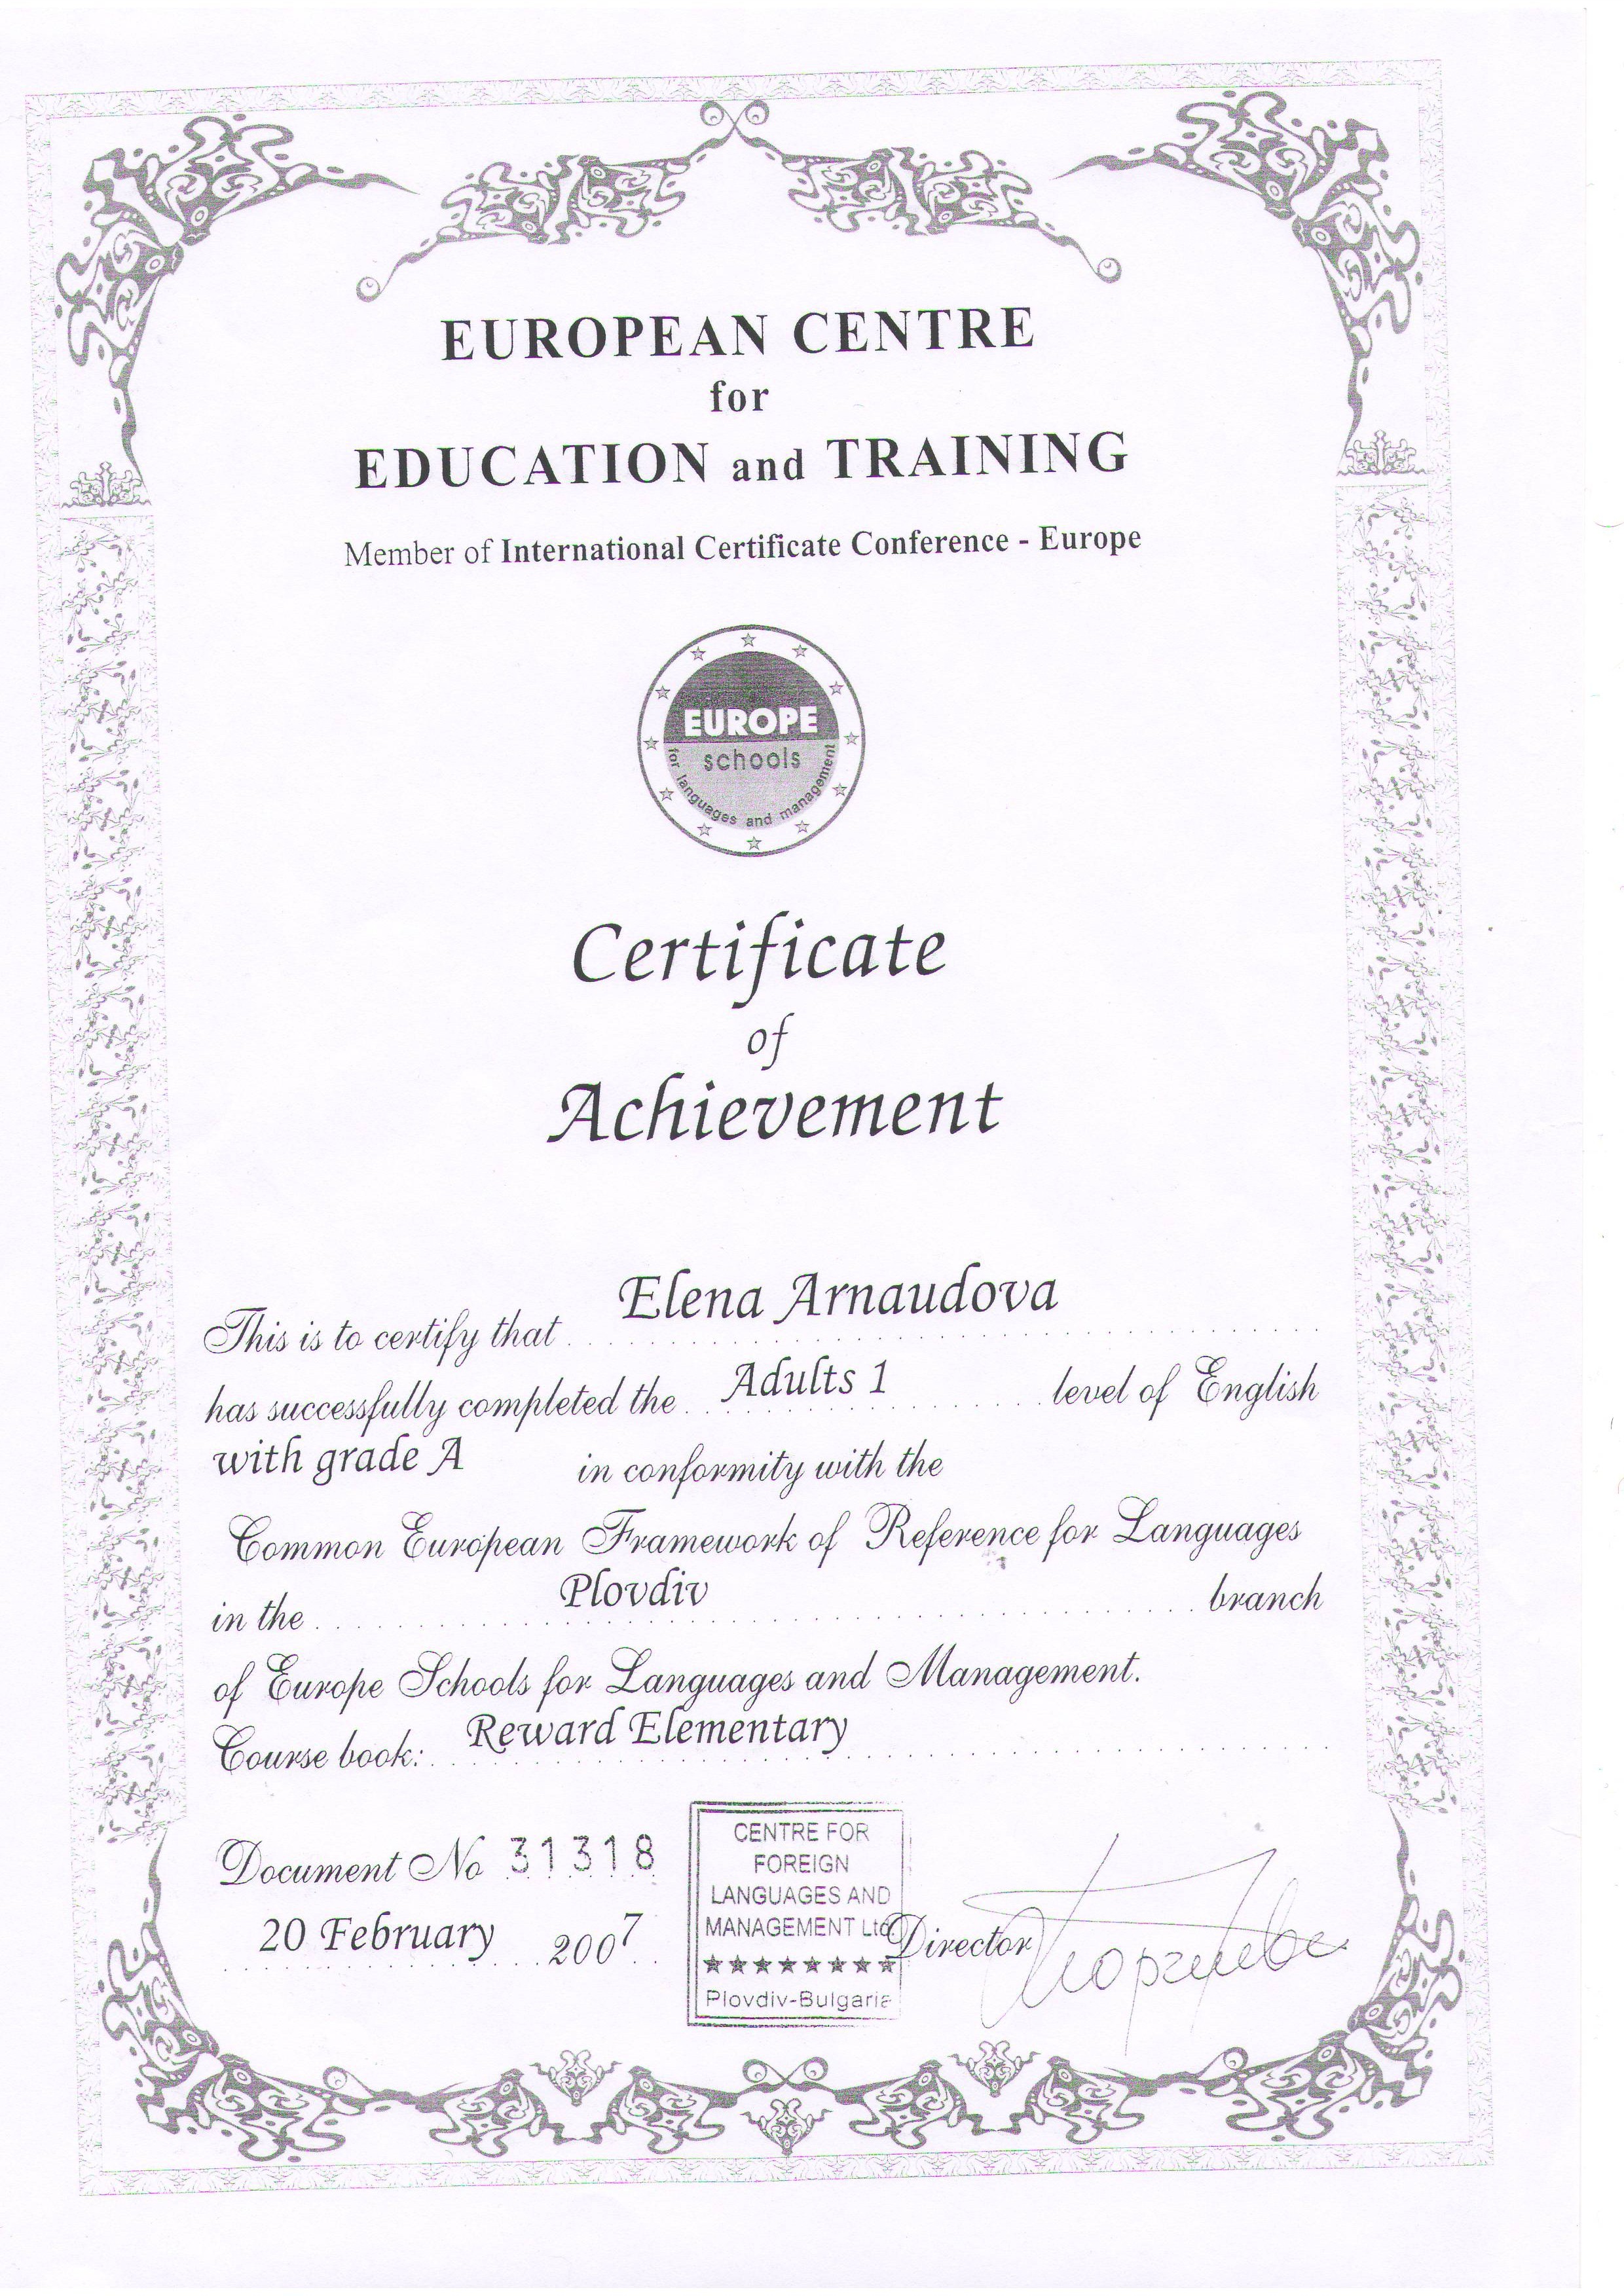 EUROPEAN CENTRE
for
EDUCATION and TRAINING
Member of International Certificate Conference - Europe
EUROPE
schools
for languages and management
Certificate
of
Achievement
This is to certify that Elena Arnaudova
has successfully completed the Adults 1 level of English
with grade A in conformity with the
Common European Framework of Reference for Languages
in the Plovdiv branch
of Europe Schools for Languages and Management.
Course book: Reward Elementary
Document No 31318
20 February 2007
CENTRE FOR
FOREIGN
LANGUAGES AND
MANAGEMENT Ltd.
Plovdiv-Bulgaria
Director